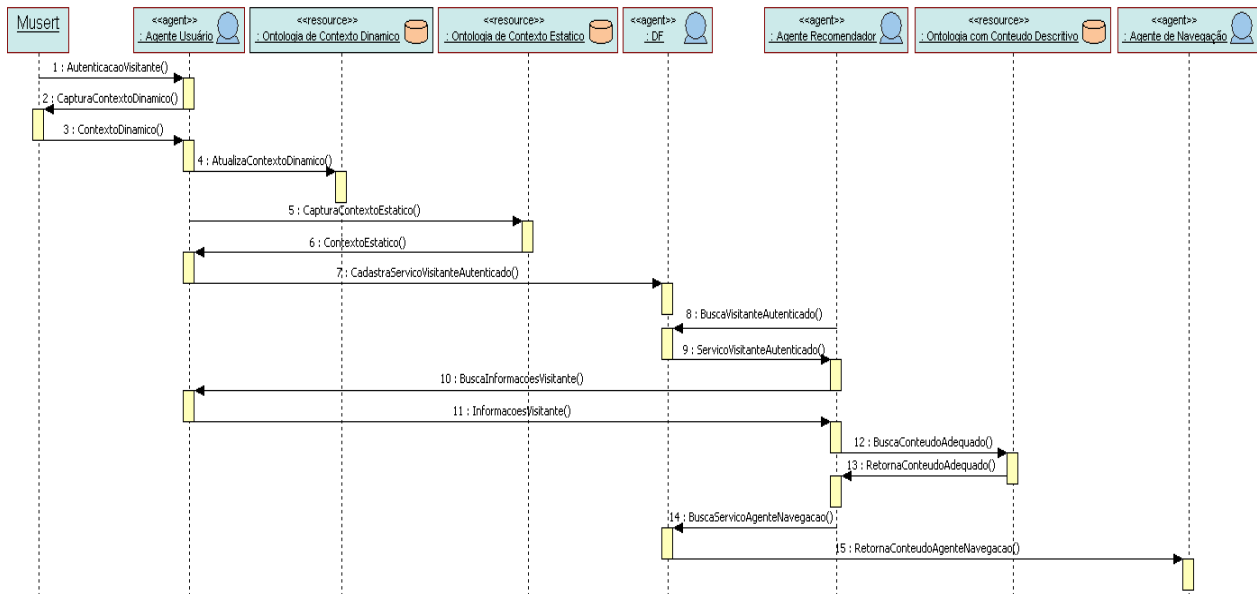 Musert
<<agent>>
: Agente Usuário
<<resource>>
: Ontologia de Contexto Dinamico
<<resource>>
: Ontologia de Contexto Estatico
<<agent>>
: DF
<<agent>>
: Agente Recomendador
<<resource>>
: Ontologia com Conteudo Descritivo
<<agent>>
: Agente de Navegação
1 : AutenticacaoVisitante()
2 : CapturaContextoDinamico()
3 : ContextoDinamico()
4 : AtualizaContextoDinamico()
5 : CapturaContextoEstatico()
6 : ContextoEstatico()
7 : CadastraServicoVisitanteAutenticado()
8 : BuscaVisitanteAutenticado()
9 : ServicoVisitanteAutenticado()
10 : BuscaInformacoesVisitante()
11 : InformacoesVisitante()
12 : BuscaConteudoAdequado()
13 : RetornaConteudoAdequado()
14 : BuscaServicoAgenteNavegacao()
15 : RetornaConteudoAgenteNavegacao()